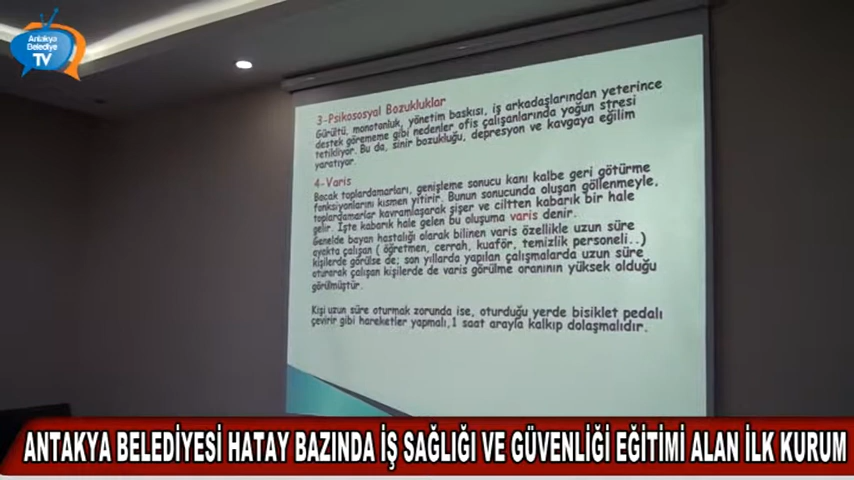 Antakya
Belediye
TV
3-Psikososyal Bozukluklar
Gürültü, monotonluk, yönetim baskısı, iş arkadaşlarından yeterince
destek görememe gibi nedenler ofis çalışanlarında yoğun stresi
tetikliyor. Bu da, sinir bozukluğu, depresyon ve kavgaya eğilim
yaratıyor.
4-Varis
Bacak toplardamarları, genişleme sonucu kanı kalbe geri götürme
fonksiyonlarını kısmen yitirir. Bunun sonucunda oluşan göllenmeyle,
toplardamarlar kavramlaşarak şişer ve ciltten kabarık bir hale
gelir. İşte kabarık hale gelen bu oluşuma varis denir.
Genelde bayan hastalığı olarak bilinen varis özellikle uzun süre
ayakta çalışan ( öğretmen, cerrah, kuaför, temizlik personeli..)
kişilerde görülse de; son yıllarda yapılan çalışmalarda uzun süre
oturarak çalışan kişilerde de varis görülme oranının yüksek olduğu
görülmüştür.
Kişi uzun süre oturmak zorunda ise, oturduğu yerde bisiklet pedalı
çevirir gibi hareketler yapmalı,1 saat arayla kalkıp dolaşmalıdır.
ANTAKYA BELEDİYESİ HATAY BAZINDA İŞ SAĞLIĞI VE GÜVENLİĞİ EĞİTİMİ ALAN İLK KURUM